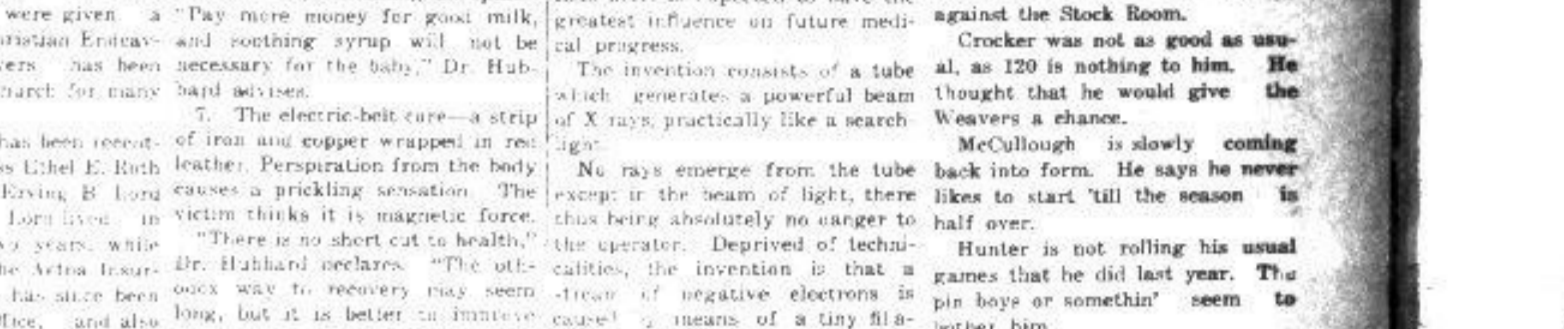 were given a
Endeav-
has been
for many
has been recent-
Ethel E. Ruth
Erving B. Lord
Lord lived in
years, while
Aetna Insur-
has since been
and also
"Pay more money for good milk,
and soothing syrup will not be
necessary for the baby," Dr. Hub-
bard advises.
7. The electric-belt cure—a strip
of iron and copper wrapped in red
leather. Perspiration from the body
causes a prickling sensation. The
victim thinks it is magnetic force.
"There is no short cut to health,"
Dr. Hubbard declares. "The oth-
odox way to recovery may seem
long, but it is better to improve
greatest influence on future medi-
cal progress.
The invention consists of a tube
which generates a powerful beam
of X rays, practically like a search-
light.
No rays emerge from the tube
except in the beam of light, there
thus being absolutely no danger to
the operator. Deprived of techni-
calities, the invention is that a
stream of negative electrons is
caused by means of a tiny fila-
against the Stock Room.
Crocker was not as good as usu-
al, as 120 is nothing to him. He
thought that he would give the
Weavers a chance.
McCullough is slowly coming
back into form. He says he never
likes to start 'till the season is
half over.
Hunter is not rolling his usual
games that he did last year. The
pin boys or somethin' seem to
bother him.